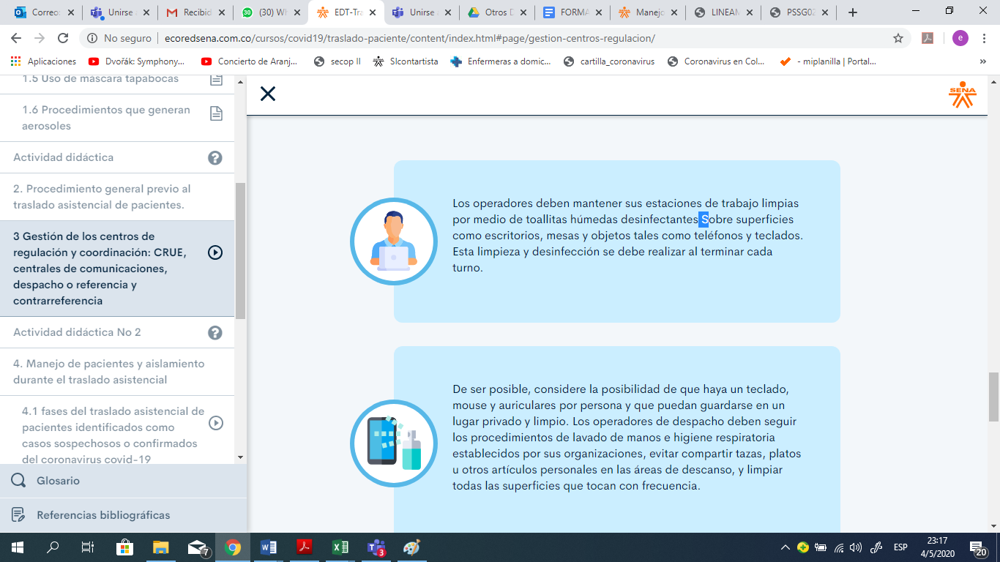 Correo:
Unirse a
Recibid
(30) Wh
EDT-Tra
Unirse a
Otros D
FORMA
Manejo
LINEAM
PSSG02
No seguro
ecoredsena.com.co/cursos/covid19/traslado-paciente/content/index.html#page/gestion-centros-regulacion/
e
Aplicaciones
Dvořák: Symphony...
Concierto de Aranj...
secop II
SIcontartista
Enfermeras a domic...
cartilla_coronavirus
Coronavirus en Col...
- miplanilla | Portal...
»
1.5 Uso de máscara tapabocas
1.6 Procedimientos que generan
aerosoles
Actividad didáctica
2. Procedimiento general previo al
traslado asistencial de pacientes.
3 Gestión de los centros de
regulación y coordinación: CRUE,
centrales de comunicaciones,
despacho o referencia y
contrarreferencia
Actividad didáctica No 2
4. Manejo de pacientes y aislamiento
durante el traslado asistencial
4.1 fases del traslado asistencial de
pacientes identificados como
casos sospechosos o confirmados
del coronavirus covid-19
Glosario
Referencias bibliográficas
SENA
Los operadores deben mantener sus estaciones de trabajo limpias
por medio de toallitas húmedas desinfectantes Sobre superficies
como escritorios, mesas y objetos tales como teléfonos y teclados.
Esta limpieza y desinfección se debe realizar al terminar cada
turno.
De ser posible, considere la posibilidad de que haya un teclado,
mouse y auriculares por persona y que puedan guardarse en un
lugar privado y limpio. Los operadores de despacho deben seguir
los procedimientos de lavado de manos e higiene respiratoria
establecidos por sus organizaciones, evitar compartir tazas, platos
u otros artículos personales en las áreas de descanso, y limpiar
todas las superficies que tocan con frecuencia.
7
3
ESP
23:17
4/5/2020
20